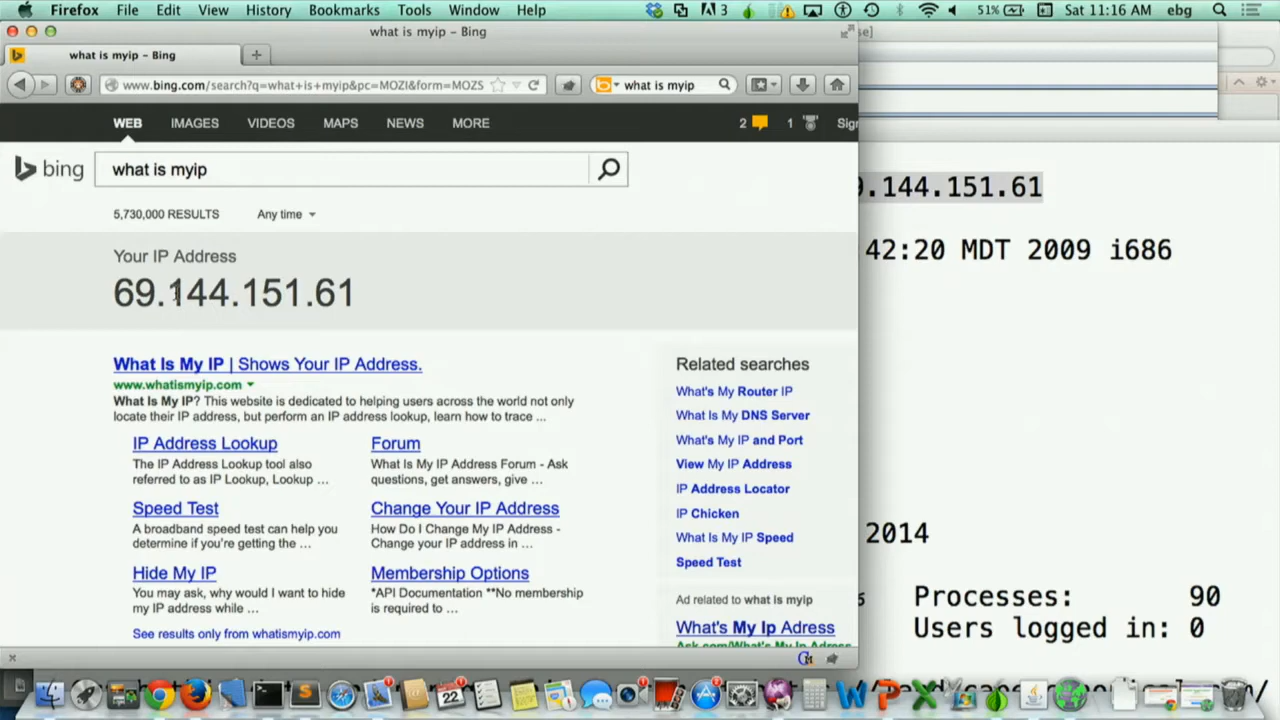 Firefox File Edit View History Bookmarks Tools Window Help 3 51% Sat 11:16 AM ebg
what is myip - Bing
what is myip - Bing
www.bing.com/search?q=what+is+myip&pc=MOZI&form=MOZS
what is myip
WEB IMAGES VIDEOS MAPS NEWS MORE 2 1 Sign
bing what is myip
5,730,000 RESULTS Any time
Your IP Address
69.144.151.61
What Is My IP | Shows Your IP Address.
www.whatismyip.com
What Is My IP? This website is dedicated to helping users across the world not only
locate their IP address, but perform an IP address lookup, learn how to trace ...
IP Address Lookup
The IP Address Lookup tool also
referred to as IP Lookup, Lookup ...
Forum
What Is My IP Address Forum - Ask
questions, get answers, give ...
Speed Test
A broadband speed test can help you
determine if you're getting the ...
Change Your IP Address
How Do I Change My IP Address -
Change your IP address in ...
Hide My IP
You may ask, why would I want to hide
my IP address while ...
Membership Options
*API Documentation **No membership
is required to ...
See results only from whatismyip.com
Related searches
What's My Router IP
What Is My DNS Server
What's My IP and Port
View My IP Address
IP Address Locator
IP Chicken
What Is My IP Speed
Speed Test
Ad related to what is myip
What's My Ip Adress
Ask.com/What's My Ip Adress
9.144.151.61
42:20 MDT 2009 i686
2014
Processes: 90
Users logged in: 0
22